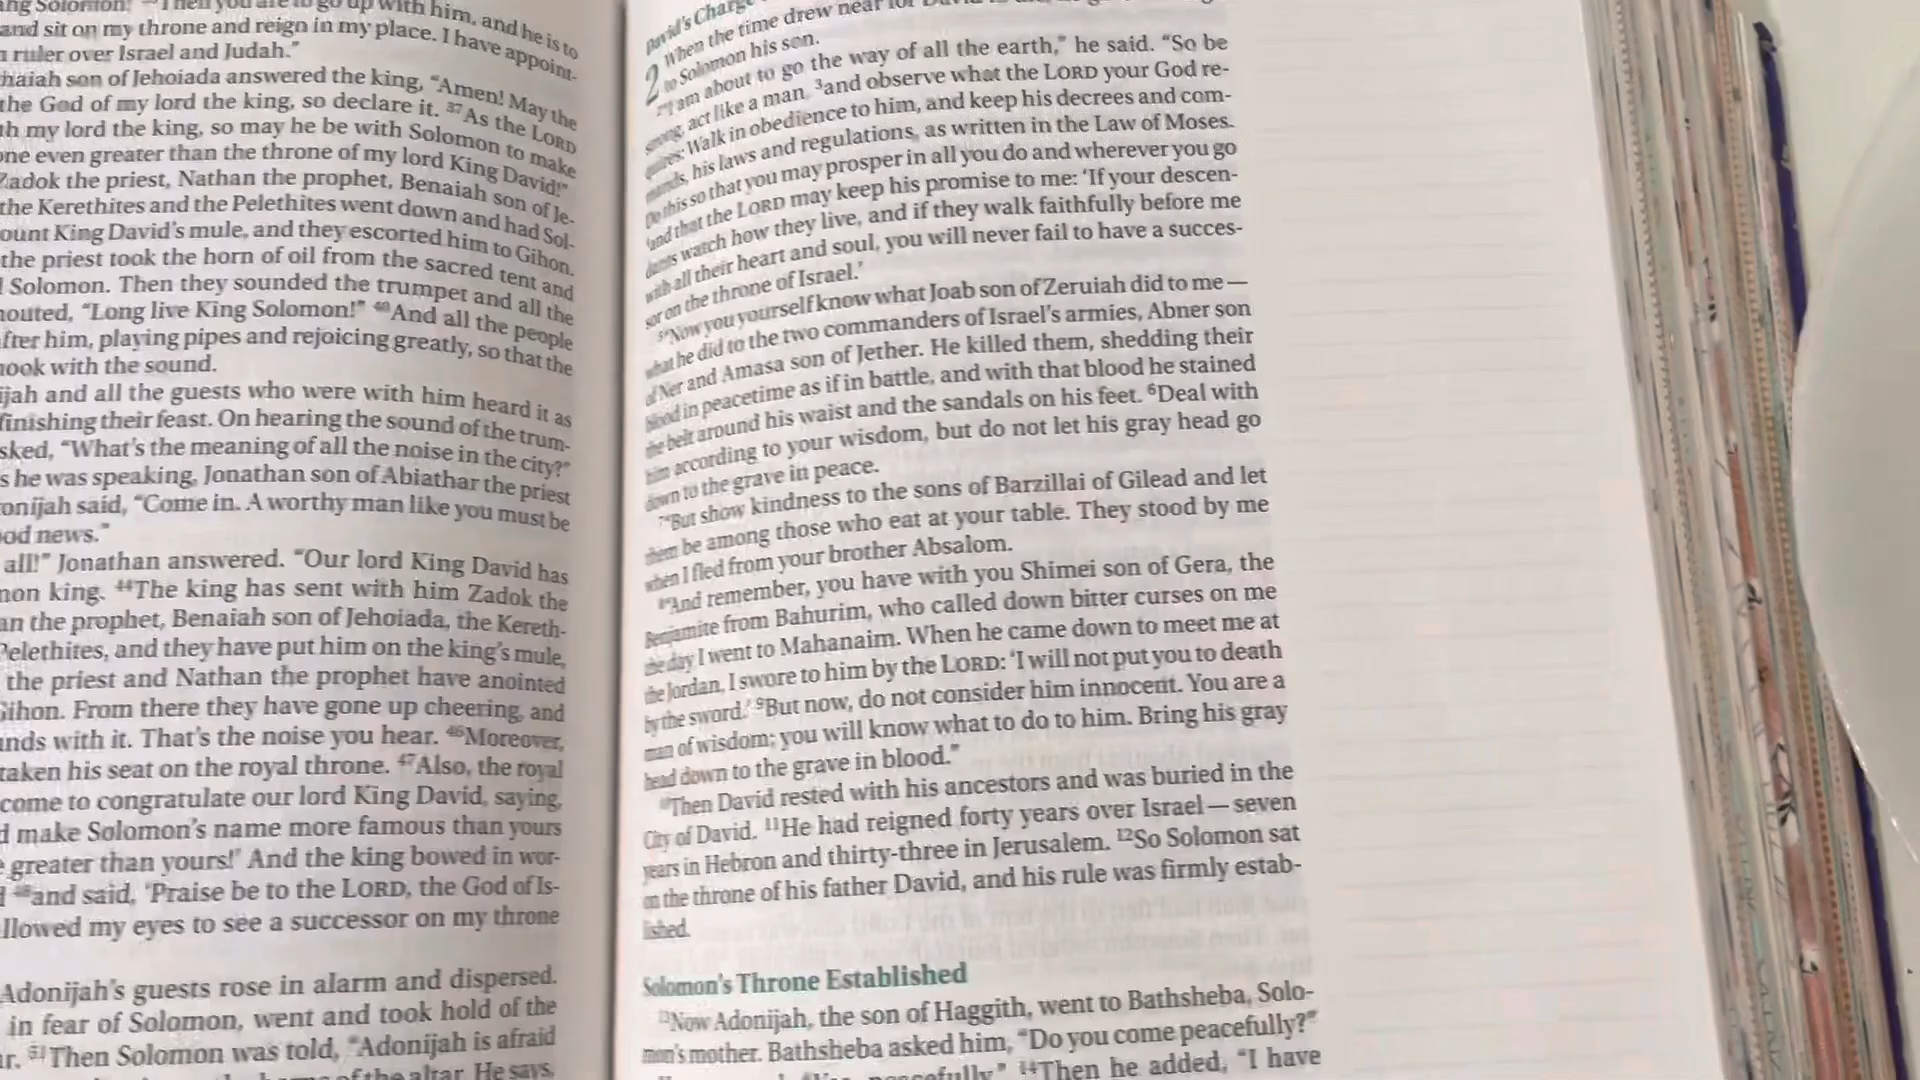 and sit on my throne and reign in my place. I have appoint-
ruler over Israel and Judah.”
son of Jehoiada answered the king, “Amen! May the
the God of my lord the king, so declare it. 37As the LORD
my lord the king, so may he be with Solomon to make
even greater than the throne of my lord King David!”
Zadok the priest, Nathan the prophet, Benaiah son of Je-
the Kerethites and the Pelethites went down and had Sol-
King David’s mule, and they escorted him to Gihon.
the priest took the horn of oil from the sacred tent and
Solomon. Then they sounded the trumpet and all the
“Long live King Solomon!” 40And all the people
playing pipes and rejoicing greatly, so that the
with the sound.
and all the guests who were with him heard it as
finishing their feast. On hearing the sound of the trum-
“What’s the meaning of all the noise in the city?”
he was speaking, Jonathan son of Abiathar the priest
said, “Come in. A worthy man like you must be
news.”
all!” Jonathan answered. “Our lord King David has
king. 44The king has sent with him Zadok the
the prophet, Benaiah son of Jehoiada, the Kereth-
and they have put him on the king’s mule,
the priest and Nathan the prophet have anointed
From there they have gone up cheering, and
with it. That’s the noise you hear. 46Moreover,
taken his seat on the royal throne. 47Also, the royal
come to congratulate our lord King David, saying,
make Solomon’s name more famous than yours
greater than yours!’ And the king bowed in wor-
48and said, ‘Praise be to the LORD, the God of Is-
my eyes to see a successor on my throne
Adonijah’s guests rose in alarm and dispersed.
in fear of Solomon, went and took hold of the
51Then Solomon was told, “Adonijah is afraid
of the altar. He says,
David’s Charge
2 When the time drew near for David
to Solomon his son.
2“I am about to go the way of all the earth,” he said. “So be
strong, act like a man, 3and observe what the LORD your God re-
quires: Walk in obedience to him, and keep his decrees and com-
mands, his laws and regulations, as written in the Law of Moses.
Do this so that you may prosper in all you do and wherever you go
4and that the LORD may keep his promise to me: ‘If your descen-
dants watch how they live, and if they walk faithfully before me
with all their heart and soul, you will never fail to have a succes-
sor on the throne of Israel.’
5“Now you yourself know what Joab son of Zeruiah did to me —
what he did to the two commanders of Israel’s armies, Abner son
of Ner and Amasa son of Jether. He killed them, shedding their
blood in peacetime as if in battle, and with that blood he stained
the belt around his waist and the sandals on his feet. 6Deal with
him according to your wisdom, but do not let his gray head go
down to the grave in peace.
7“But show kindness to the sons of Barzillai of Gilead and let
them be among those who eat at your table. They stood by me
when I fled from your brother Absalom.
8“And remember, you have with you Shimei son of Gera, the
Benjamite from Bahurim, who called down bitter curses on me
the day I went to Mahanaim. When he came down to meet me at
the Jordan, I swore to him by the LORD: ‘I will not put you to death
by the sword.’ 9But now, do not consider him innocent. You are a
man of wisdom; you will know what to do to him. Bring his gray
head down to the grave in blood.”
10Then David rested with his ancestors and was buried in the
City of David. 11He had reigned forty years over Israel — seven
years in Hebron and thirty-three in Jerusalem. 12So Solomon sat
on the throne of his father David, and his rule was firmly estab-
lished.
Solomon’s Throne Established
13Now Adonijah, the son of Haggith, went to Bathsheba, Solo-
mon’s mother. Bathsheba asked him, “Do you come peacefully?”
peacefully.” 14Then he added, “I have